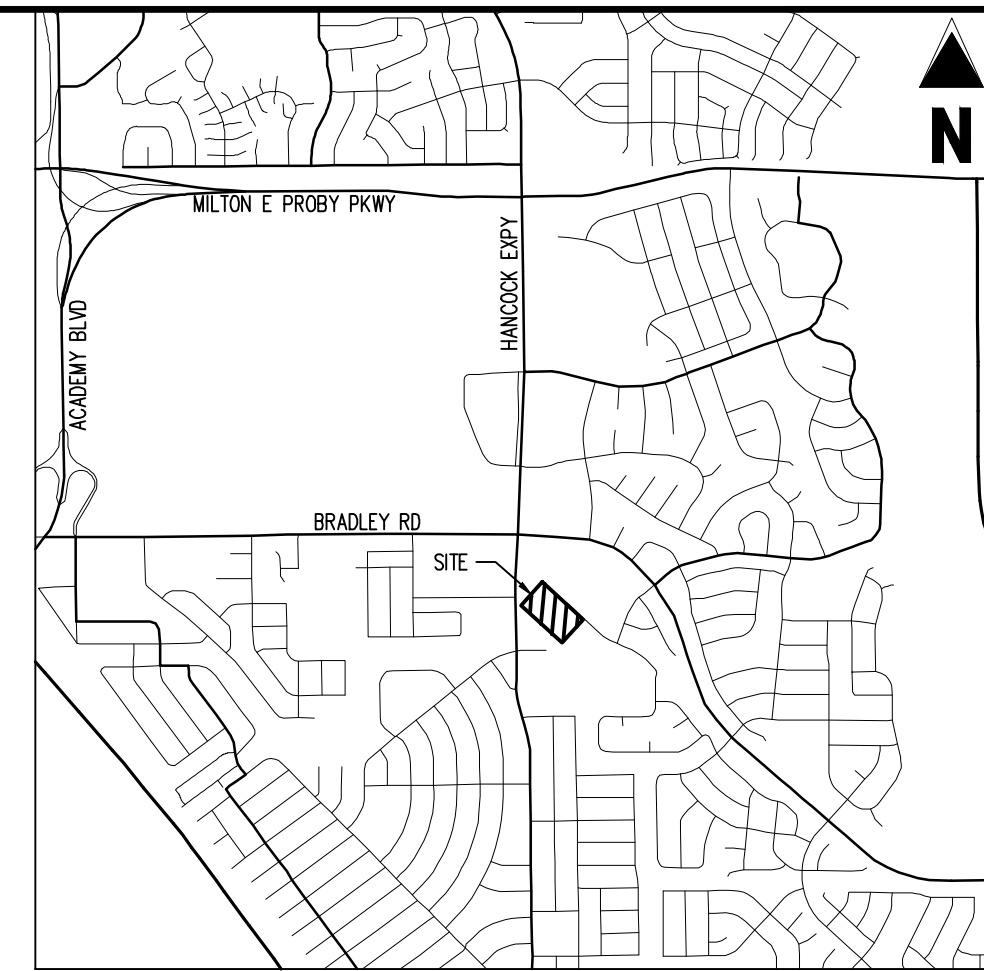 N
MILTON E PROBY PKWY
HANCOCK EXPY
ACADEMY BLVD
BRADLEY RD
SITE